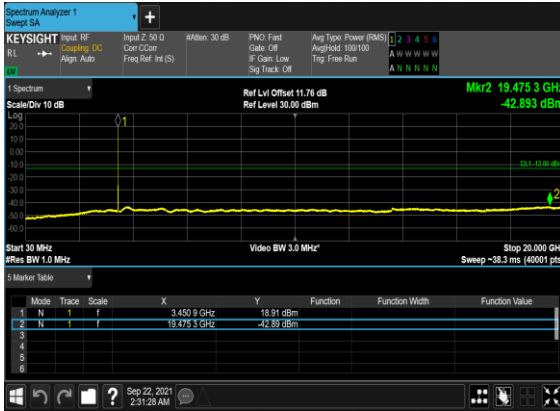 Spectrum Analyzer 1
Swept SA
+
KEYSIGHT Input: RF Input Z: 50 Ω #Atten: 30 dB PNO: Fast Avg Type: Power (RMS) 1 2 3 4 5 6
RL Coupling: DC Corr CCorr Gate: Off Avg|Hold: 100/100 A W W W W W
Align: Auto Freq Ref: Int (S) IF Gain: Low Trig: Free Run
Sig Track: Off A N N N N N
1 Spectrum
Ref Lvl Offset 11.76 dB Mkr2 19.475 3 GHz
Scale/Div 10 dB Ref Level 30.00 dBm -42.893 dBm
Log
20.0
10.0
0.00
-10.0
DL1 -13.00 dBm
-20.0
-30.0
-40.0
-50.0
-60.0
1
2
Start 30 MHz Video BW 3.0 MHz* Stop 20.000 GHz
#Res BW 1.0 MHz Sweep ~38.3 ms (40001 pts)
5 Marker Table
Mode Trace Scale X Y Function Function Width Function Value
1 N 1 f 3.450 9 GHz 18.91 dBm
2 N 1 f 19.475 3 GHz -42.89 dBm
3
4
5
6
? Sep 22, 2021
2:31:28 AM